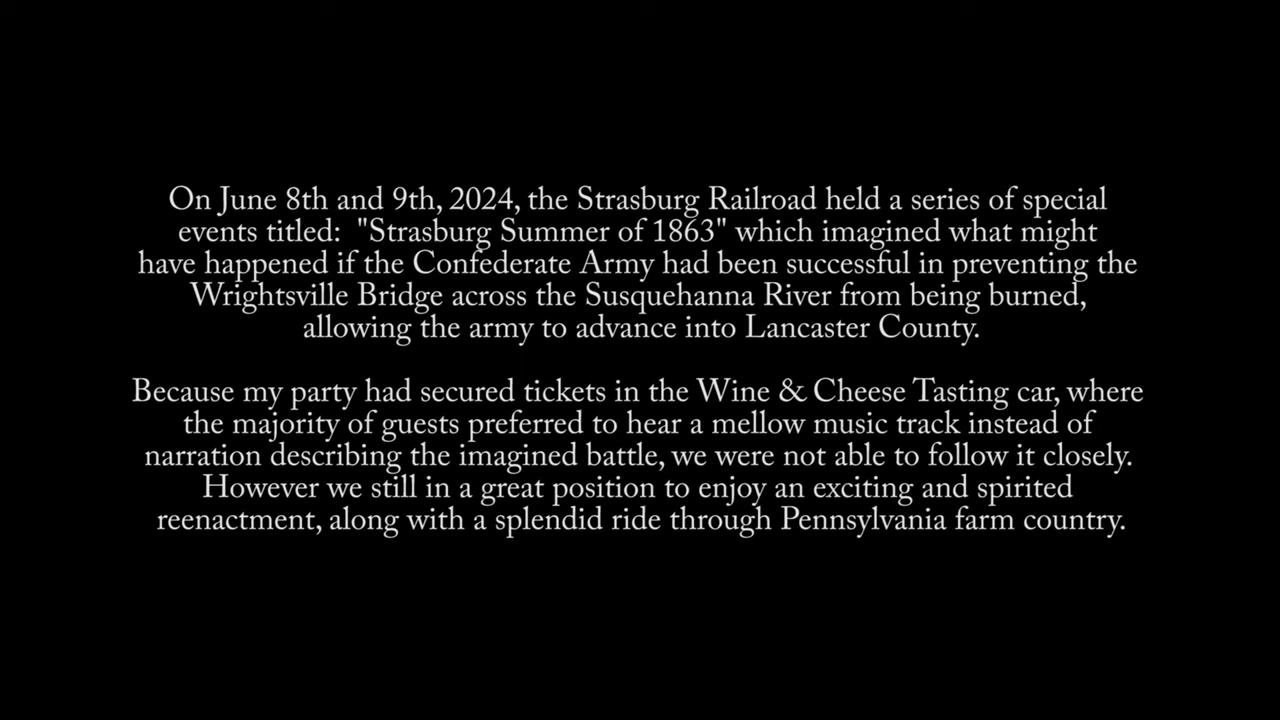 On June 8th and 9th, 2024, the Strasburg Railroad held a series of special
events titled:  "Strasburg Summer of 1863" which imagined what might
have happened if the Confederate Army had been successful in preventing the
Wrightsville Bridge across the Susquehanna River from being burned,
allowing the army to advance into Lancaster County.
Because my party had secured tickets in the Wine & Cheese Tasting car, where
the majority of guests preferred to hear a mellow music track instead of
narration describing the imagined battle, we were not able to follow it closely.
However we still in a great position to enjoy an exciting and spirited
reenactment, along with a splendid ride through Pennsylvania farm country.